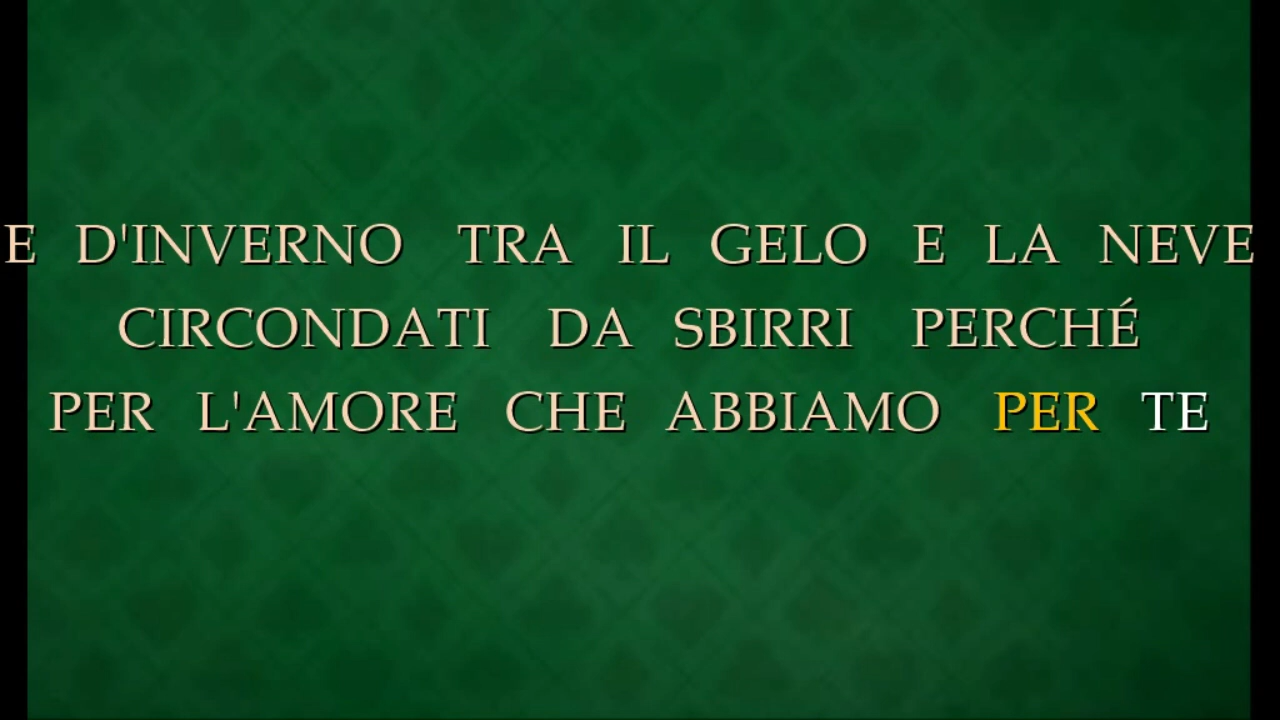 E D'INVERNO TRA IL GELO E LA NEVE
CIRCONDATI DA SBIRRI PERCHÉ
PER L'AMORE CHE ABBIAMO PER TE